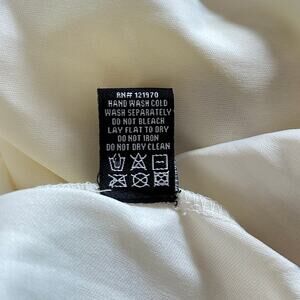 RN# 121970
HAND WASH COLD
WASH SEPARATELY
DO NOT BLEACH
LAY FLAT TO DRY
DO NOT IRON
DO NOT DRY CLEAN